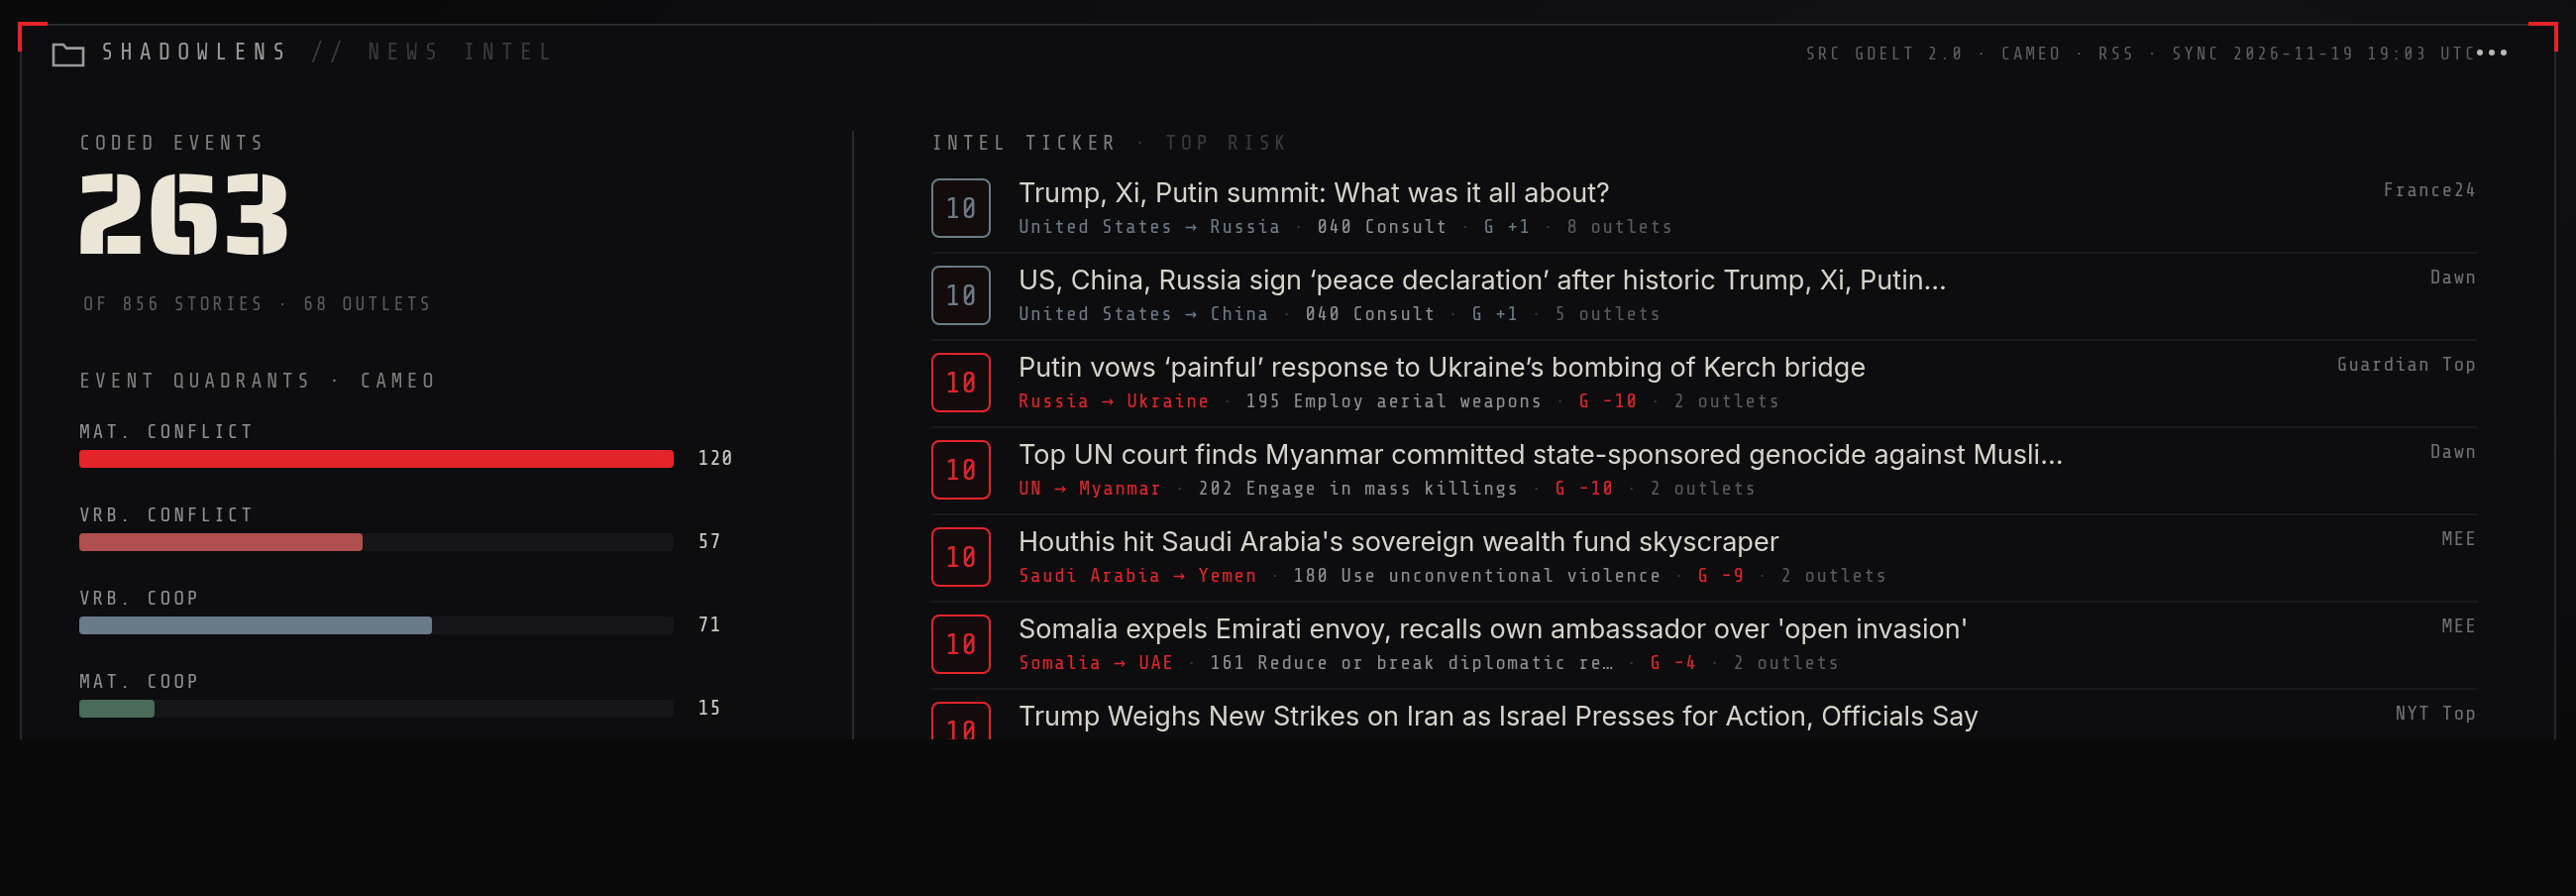 SHADOWLENS // NEWS INTEL
SRC GDELT 2.0 · CAMEO · RSS · SYNC 2026-11-19 19:03 UTC
CODED EVENTS
263
OF 856 STORIES · 68 OUTLETS
EVENT QUADRANTS · CAMEO
MAT. CONFLICT
120
VRB. CONFLICT
57
VRB. COOP
71
MAT. COOP
15
INTEL TICKER · TOP RISK
10
Trump, Xi, Putin summit: What was it all about?
France24
United States → Russia · 040 Consult · G +1 · 8 outlets
10
US, China, Russia sign ‘peace declaration’ after historic Trump, Xi, Putin…
Dawn
United States → China · 040 Consult · G +1 · 5 outlets
10
Putin vows ‘painful’ response to Ukraine’s bombing of Kerch bridge
Guardian Top
Russia → Ukraine · 195 Employ aerial weapons · G -10 · 2 outlets
10
Top UN court finds Myanmar committed state-sponsored genocide against Musli…
Dawn
UN → Myanmar · 202 Engage in mass killings · G -10 · 2 outlets
10
Houthis hit Saudi Arabia's sovereign wealth fund skyscraper
MEE
Saudi Arabia → Yemen · 180 Use unconventional violence · G -9 · 2 outlets
10
Somalia expels Emirati envoy, recalls own ambassador over 'open invasion'
MEE
Somalia → UAE · 161 Reduce or break diplomatic re… · G -4 · 2 outlets
10
Trump Weighs New Strikes on Iran as Israel Presses for Action, Officials Say
NYT Top